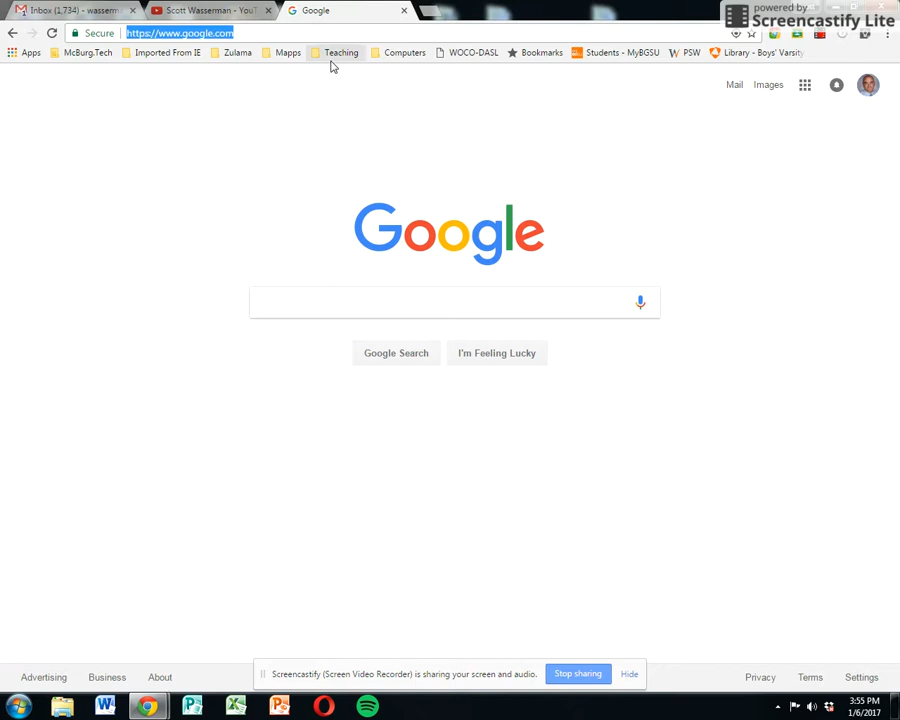 powered by
Screencastify Lite
Inbox (1,734) - wasserm
Scott Wasserman - YouT
Google
Secure
https://www.google.com
Apps
McBurg.Tech
Imported From IE
Zulama
Mapps
Teaching
Computers
WOCO-DASL
Bookmarks
Students - MyBGSU
PSW
Library - Boys' Varsity
Mail
Images
Google
Google Search
I'm Feeling Lucky
Screencastify (Screen Video Recorder) is sharing your screen and audio.
Stop sharing
Hide
Advertising
Business
About
Privacy
Terms
Settings
3:55 PM
1/6/2017